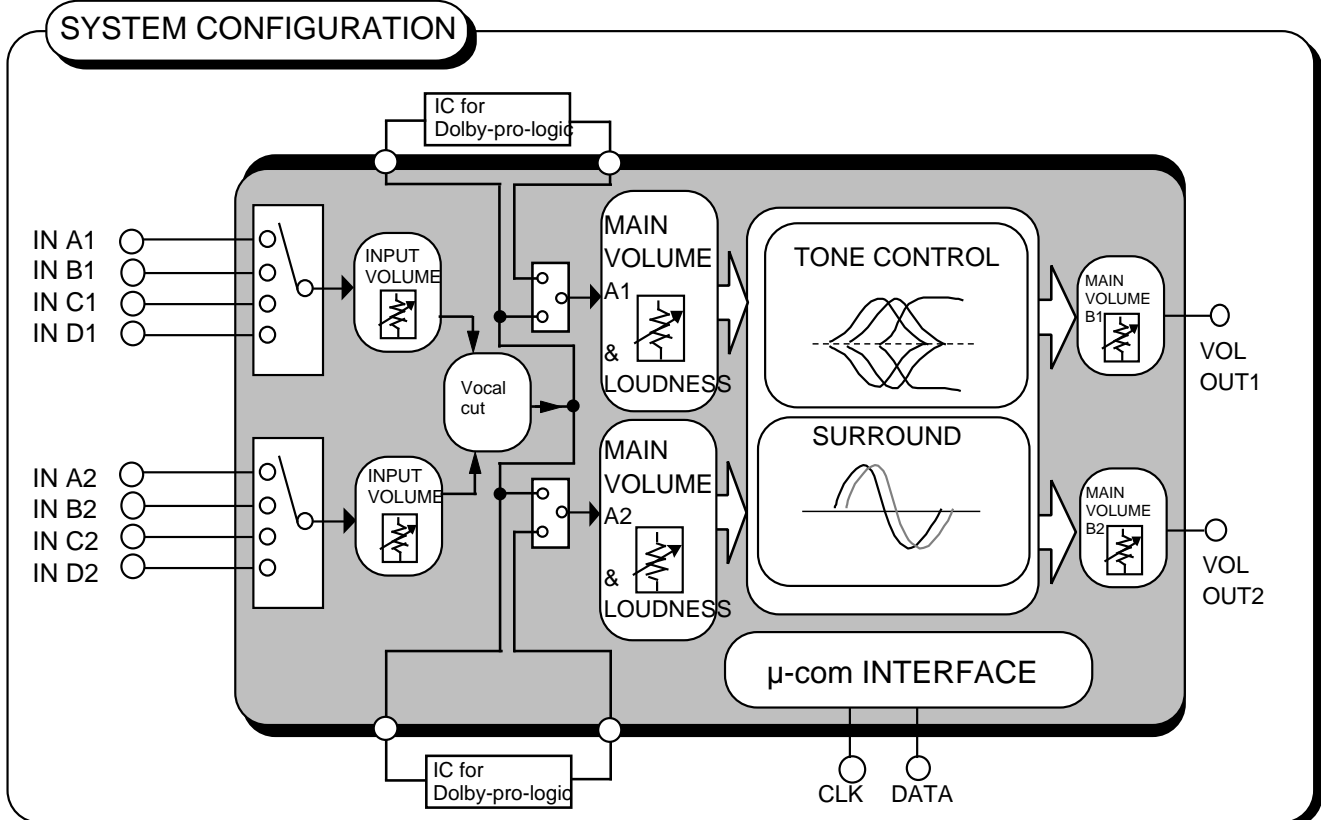 SYSTEM CONFIGURATION
IC for
Dolby-pro-logic
IN A1
IN B1
IN C1
IN D1
INPUT
VOLUME
MAIN
VOLUME
A1
&
LOUDNESS
TONE CONTROL
MAIN
VOLUME
B1
VOL
OUT1
Vocal
cut
IN A2
IN B2
IN C2
IN D2
INPUT
VOLUME
MAIN
VOLUME
A2
&
LOUDNESS
SURROUND
MAIN
VOLUME
B2
VOL
OUT2
µ-com INTERFACE
IC for
Dolby-pro-logic
CLK
DATA